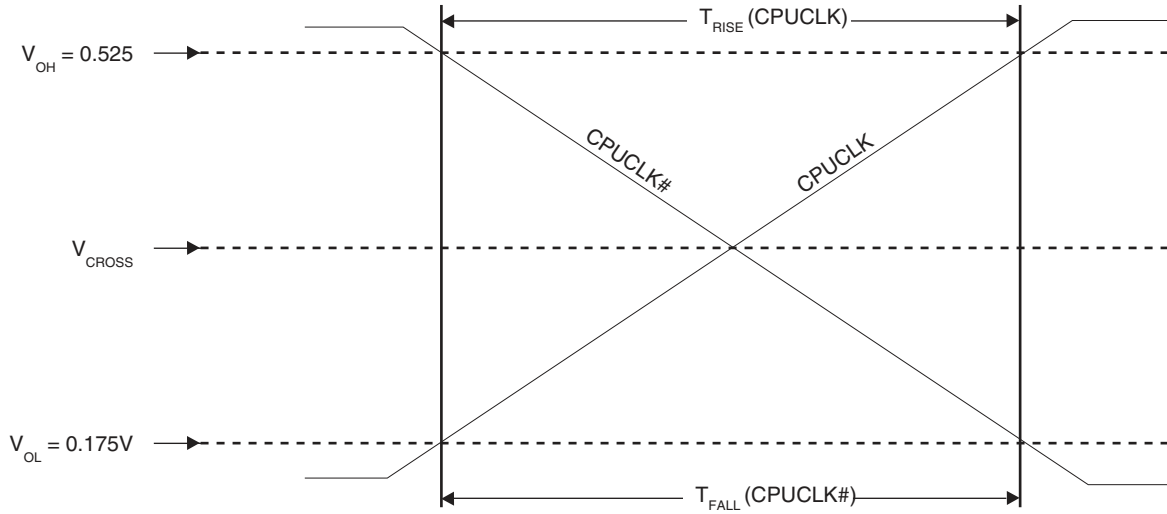 T_RISE (CPUCLK)
V_OH = 0.525
CPUCLK#
CPUCLK
V_CROSS
V_OL = 0.175V
T_FALL (CPUCLK#)